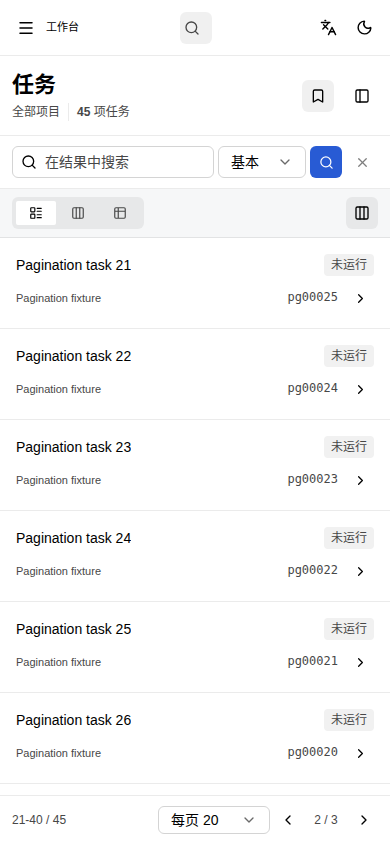 工作台
任务
全部项目 45 项任务
在结果中搜索 基本
Pagination task 21 未运行
Pagination fixture pg00025
Pagination task 22 未运行
Pagination fixture pg00024
Pagination task 23 未运行
Pagination fixture pg00023
Pagination task 24 未运行
Pagination fixture pg00022
Pagination task 25 未运行
Pagination fixture pg00021
Pagination task 26 未运行
Pagination fixture pg00020
21-40 / 45 每页 20 2 / 3